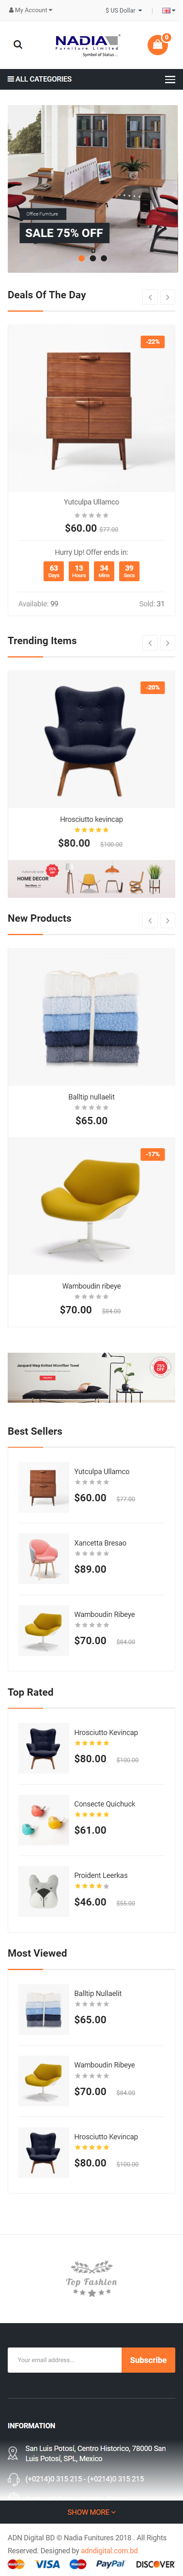 My Account
$ US Dollar
NADIA
Furniture Limited
Symbol of Status...
0
ALL CATEGORIES
Office Furniture
SALE 75% OFF
Deals Of The Day
-22%
Yutculpa Ullamco
$60.00 $77.00
Hurry Up! Offer ends in:
63 13 34 39
Days Hours Mins Secs
Available: 99 Sold: 31
Trending Items
-20%
Hrosciutto kevincap
$80.00 $100.00
HOME DECOR
New Products
Balltip nullaelit
$65.00
-17%
Wamboudin ribeye
$70.00 $84.00
Jacquard Warp Knitted Microfiber Towel
Best Sellers
Yutculpa Ullamco
$60.00 $77.00
Xancetta Bresao
$89.00
Wamboudin Ribeye
$70.00 $84.00
Top Rated
Hrosciutto Kevincap
$80.00 $100.00
Consecte Quichuck
$61.00
Proident Leerkas
$46.00 $55.00
Most Viewed
Balltip Nullaelit
$65.00
Wamboudin Ribeye
$70.00 $84.00
Hrosciutto Kevincap
$80.00 $100.00
Top Fashion
Your email address...
Subscribe
INFORMATION
San Luis Potosí, Centro Historico, 78000 San
Luis Potosí, SPL, Mexico
(+0214)0 315 215 - (+0214)0 315 215
SHOW MORE
ADN Digital BD © Nadia Funitures 2018 . All Rights
Reserved. Designed by adndigital.com.bd
VISA PayPal DISCOVER